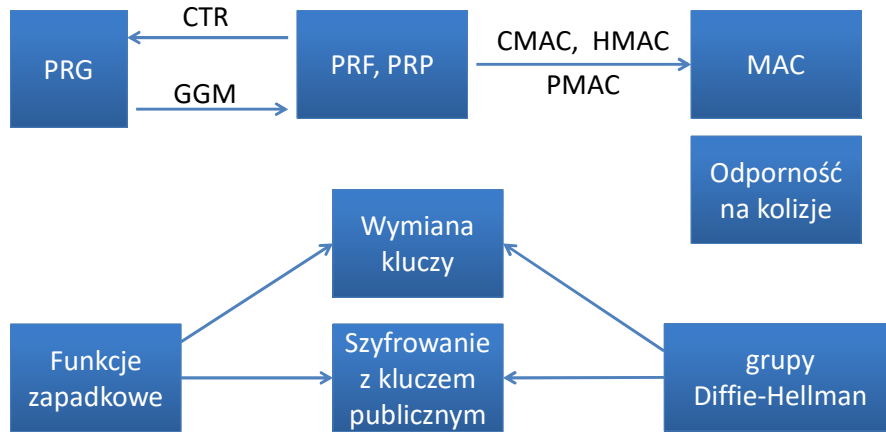 CTR
PRG
GGM
PRF, PRP
CMAC, HMAC
PMAC
MAC
Odporność
na kolizje
Wymiana
kluczy
Funkcje
zapadkowe
Szyfrowanie
z kluczem
publicznym
grupy
Diffie-Hellman